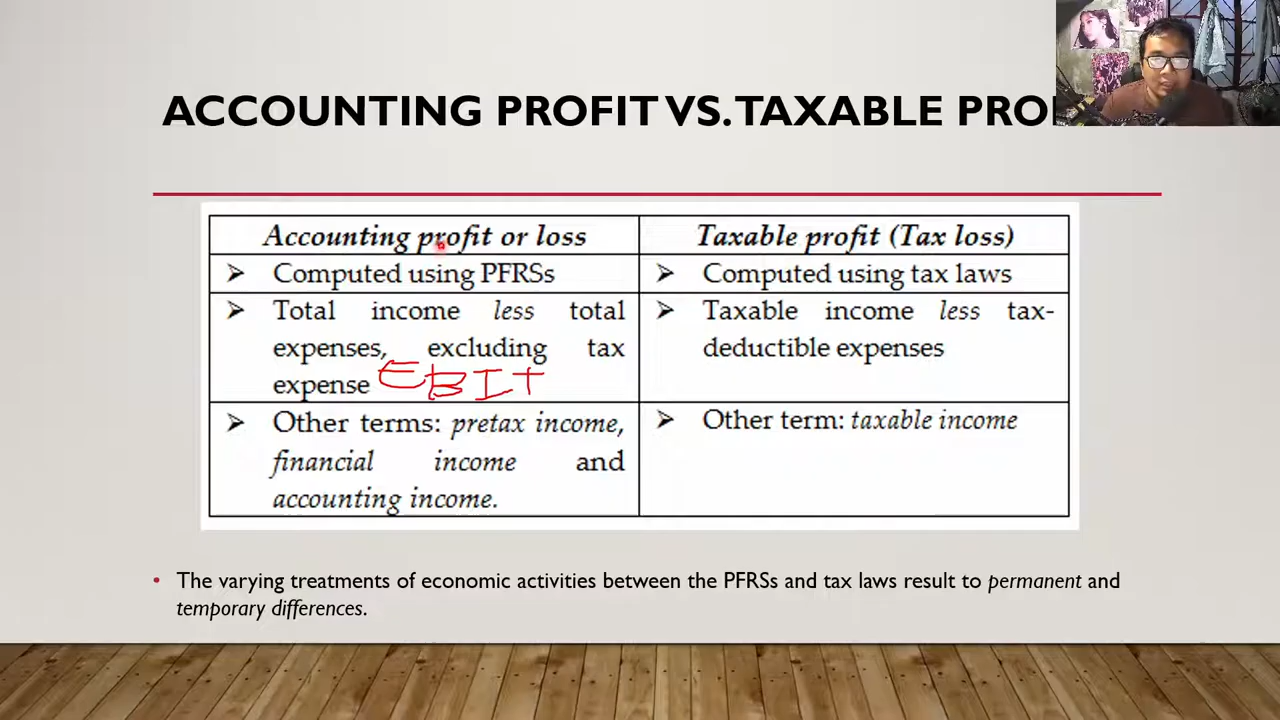 ACCOUNTING PROFIT VS. TAXABLE PRO
Accounting profit or loss
Taxable profit (Tax loss)
➢ Computed using PFRSs
➢ Computed using tax laws
➢ Total income less total
expenses, excluding tax
expense EBIT
➢ Taxable income less tax-
deductible expenses
➢ Other terms: pretax income,
financial income and
accounting income.
➢ Other term: taxable income
• The varying treatments of economic activities between the PFRSs and tax laws result to permanent and
temporary differences.